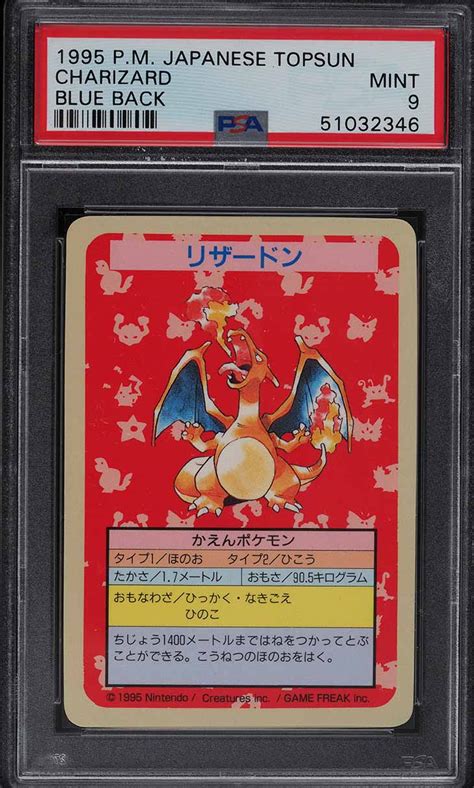 1995 P.M. JAPANESE TOPSUN
CHARIZARD MINT
BLUE BACK 9
PSA 51032346
リザードン
かえんポケモン
タイプ1/ほのお タイプ2/ひこう
たかさ/1.7メートル おもさ/90.5キログラム
おもなわざ/ひっかく・なきごえ
ひのこ
ちじょう1400メートルまではねをつかってとぶ
ことができる。こうねつのほのおをはく。
© 1995 Nintendo / Creatures inc. / GAME FREAK inc.
PSA